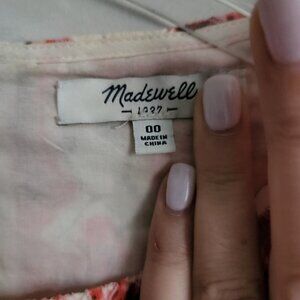 Madewell
— 1937 —
00
MADE IN
CHINA